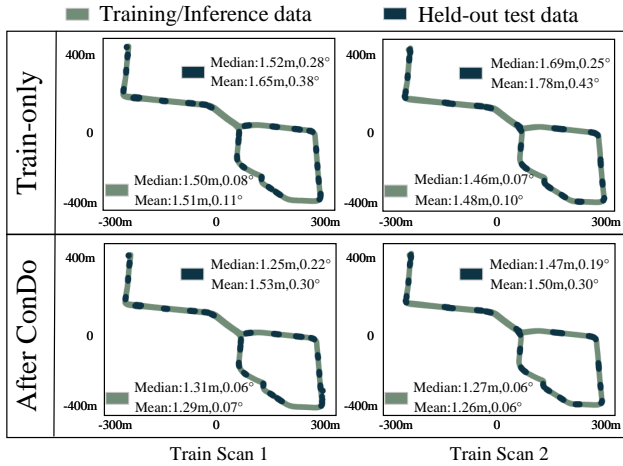 Training/Inference data Held-out test data
Train-only
400m
0
-400m
-300m 0 300m
Median:1.52m,0.28°
Mean:1.65m,0.38°
Median:1.50m,0.08°
Mean:1.51m,0.11°
400m
0
-400m
-300m 0 300m
Median:1.69m,0.25°
Mean:1.78m,0.43°
Median:1.46m,0.07°
Mean:1.48m,0.10°
After ConDo
400m
0
-400m
Median:1.25m,0.22°
Mean:1.53m,0.30°
Median:1.31m,0.06°
Mean:1.29m,0.07°
400m
0
-400m
Median:1.47m,0.19°
Mean:1.50m,0.30°
Median:1.27m,0.06°
Mean:1.26m,0.06°
Train Scan 1 Train Scan 2